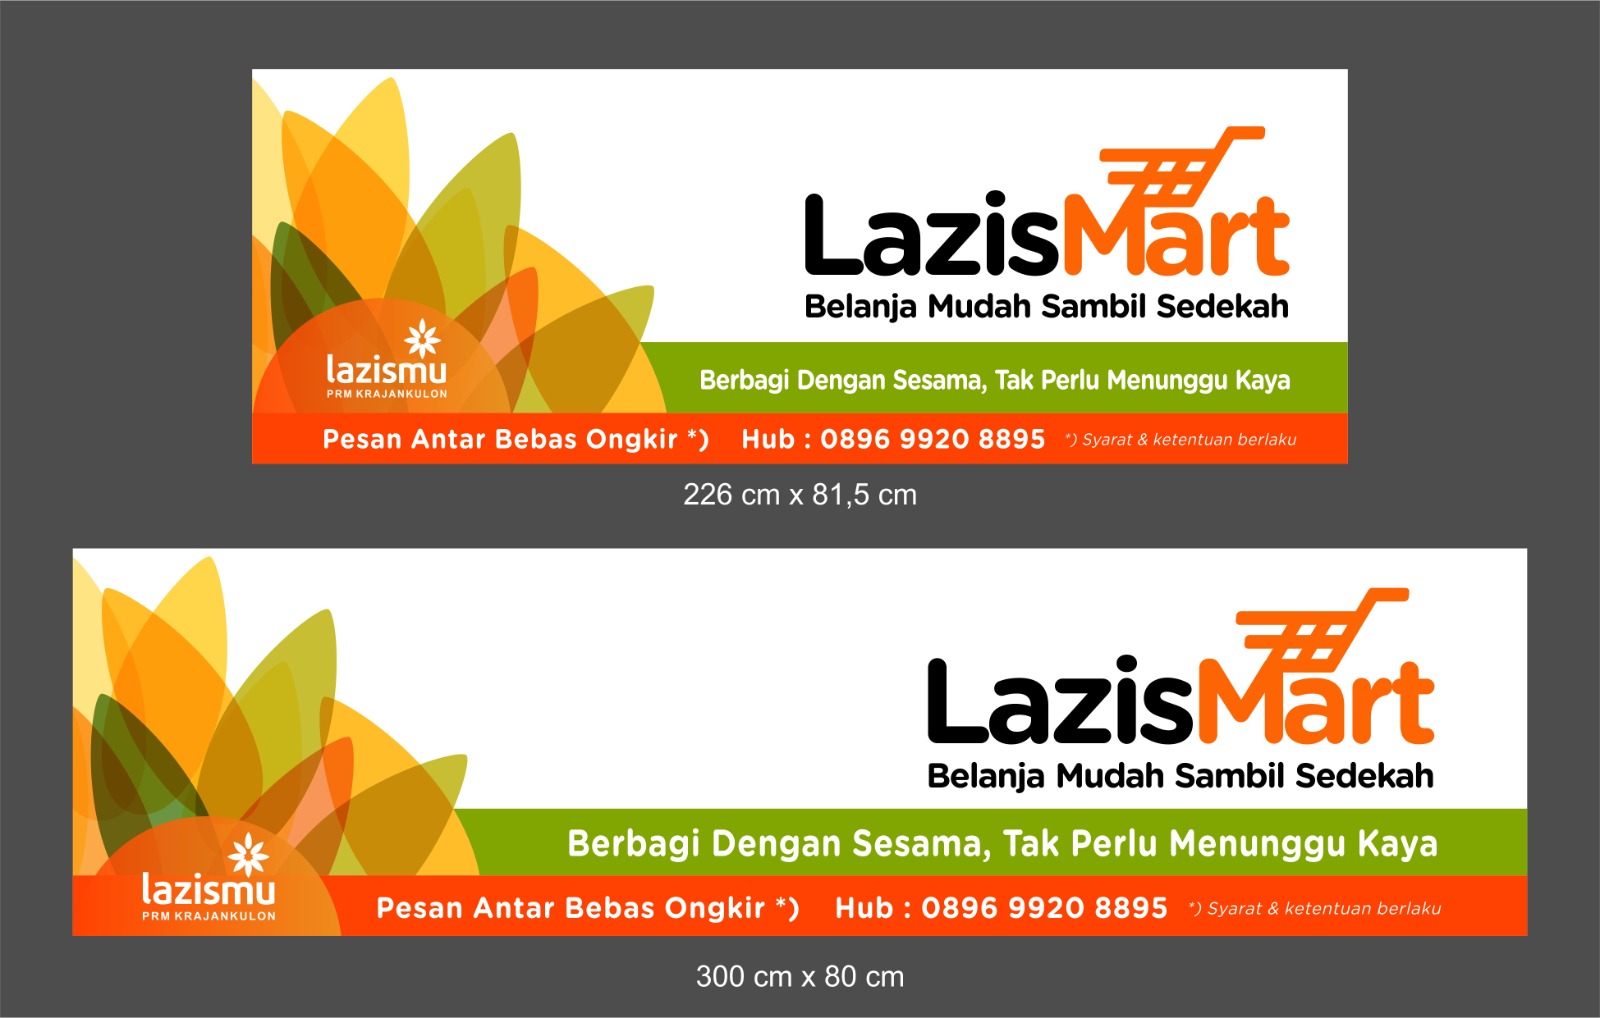 LazisMart
Belanja Mudah Sambil Sedekah
lazismu
PRM KRAJANKULON
Berbagi Dengan Sesama, Tak Perlu Menunggu Kaya
Pesan Antar Bebas Ongkir *) Hub : 0896 9920 8895 *) Syarat & ketentuan berlaku
226 cm x 81,5 cm
LazisMart
Belanja Mudah Sambil Sedekah
Berbagi Dengan Sesama, Tak Perlu Menunggu Kaya
lazismu
PRM KRAJANKULON
Pesan Antar Bebas Ongkir *) Hub : 0896 9920 8895 *) Syarat & ketentuan berlaku
300 cm x 80 cm